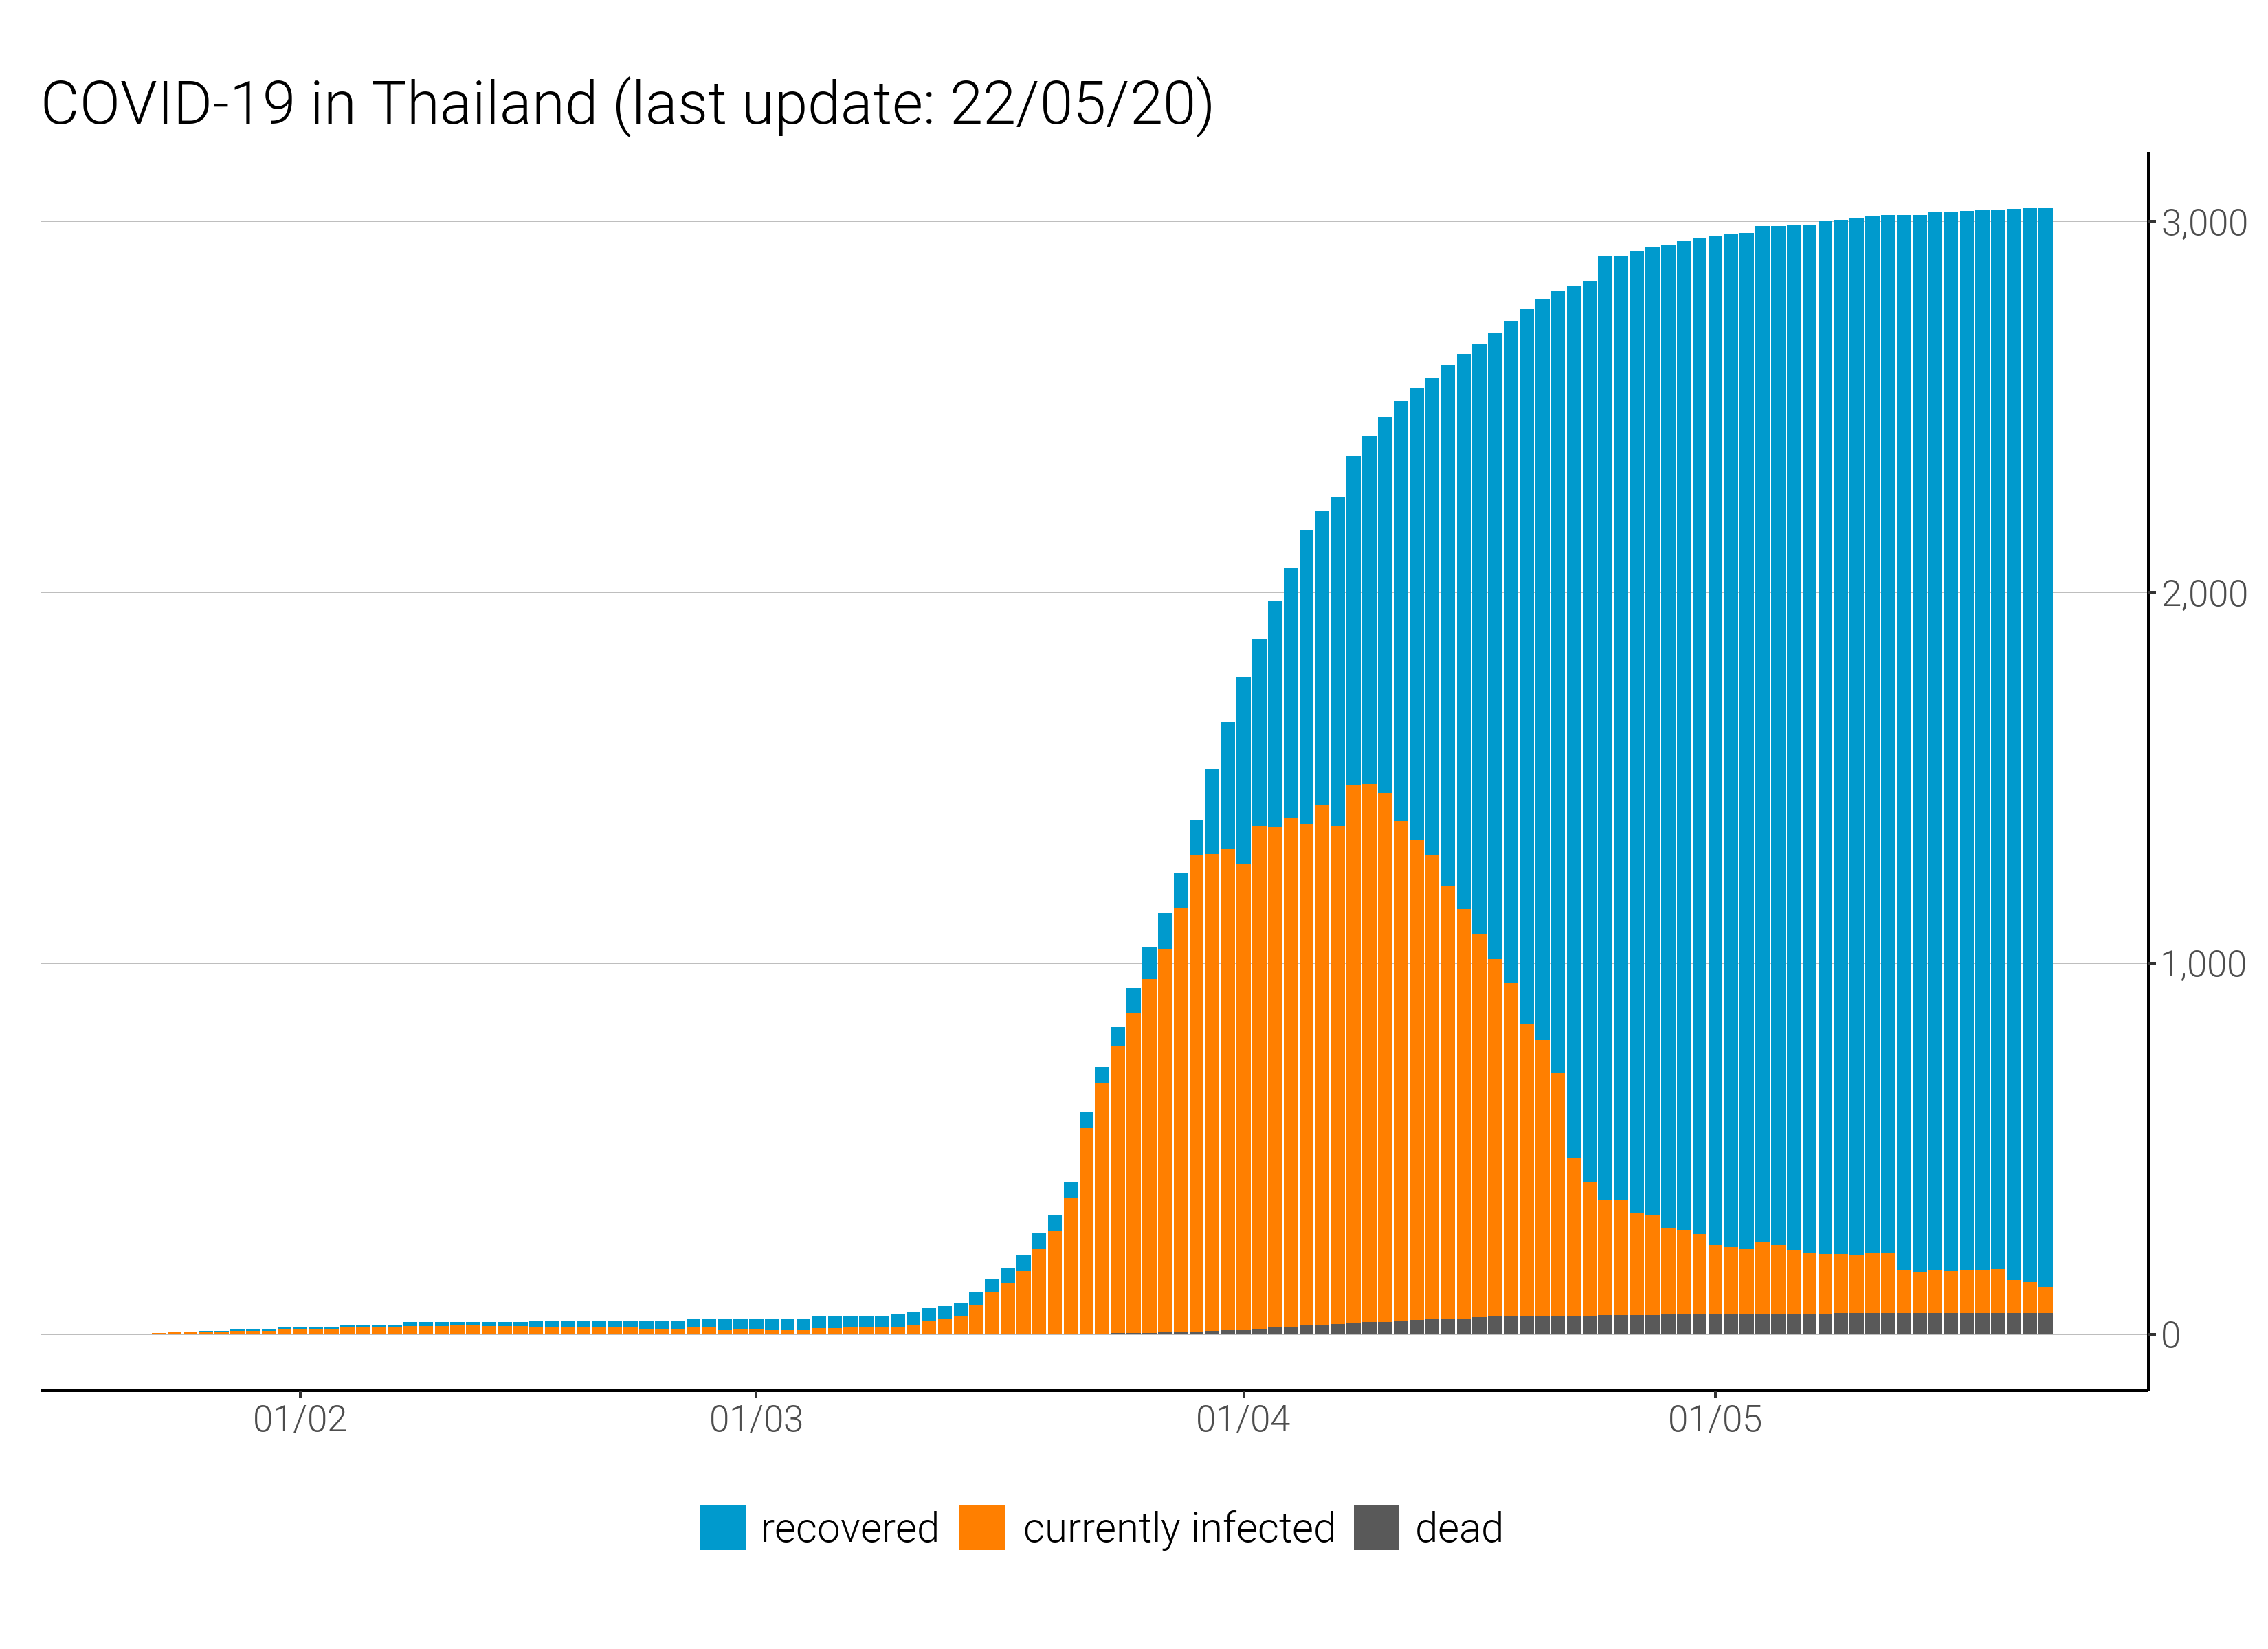 COVID-19 in Thailand (last update: 22/05/20)
3,000
2,000
1,000
0
01/02 01/03 01/04 01/05
recovered currently infected dead